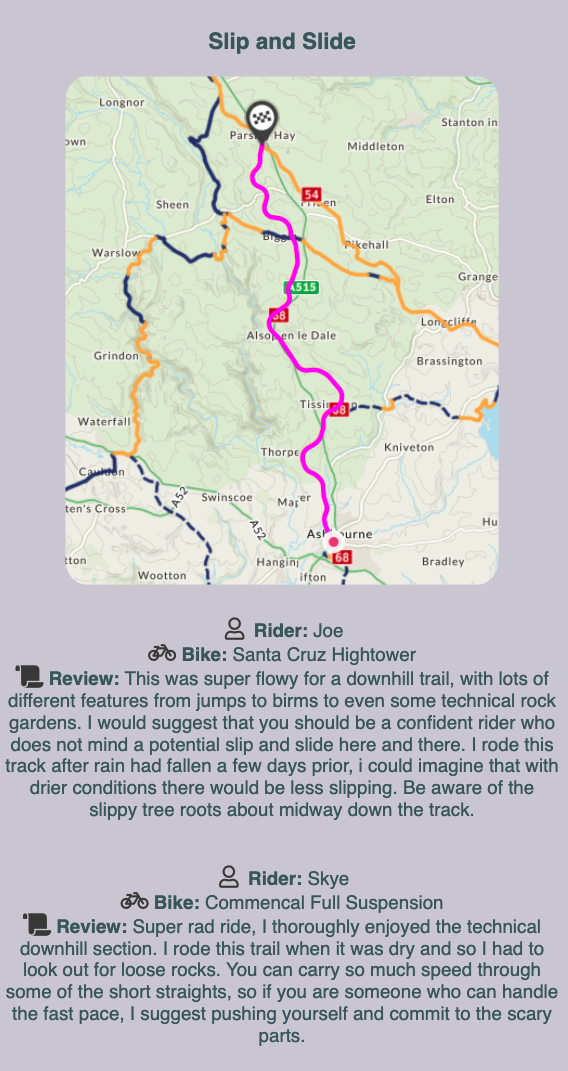 Slip and Slide
Longnor
Parsley Hay
Stanton in
own
Middleton
54
Elton
Sheen
Pikehall
Warslow
A515
Grange
68
Longcliffe
Alsop en le Dale
Brassington
Grindon
68
Waterfall
Thorpe
Kniveton
Cauldon
A52
Swinscoe
ten's Cross
A52
Hu
68
tton
Bradley
Wootton
ifton
Rider: Joe
Bike: Santa Cruz Hightower
Review: This was super flowy for a downhill trail, with lots of
different features from jumps to birms to even some technical rock
gardens. I would suggest that you should be a confident rider who
does not mind a potential slip and slide here and there. I rode this
track after rain had fallen a few days prior, i could imagine that with
drier conditions there would be less slipping. Be aware of the
slippy tree roots about midway down the track.
Rider: Skye
Bike: Commencal Full Suspension
Review: Super rad ride, I thoroughly enjoyed the technical
downhill section. I rode this trail when it was dry and so I had to
look out for loose rocks. You can carry so much speed through
some of the short straights, so if you are someone who can handle
the fast pace, I suggest pushing yourself and commit to the scary
parts.